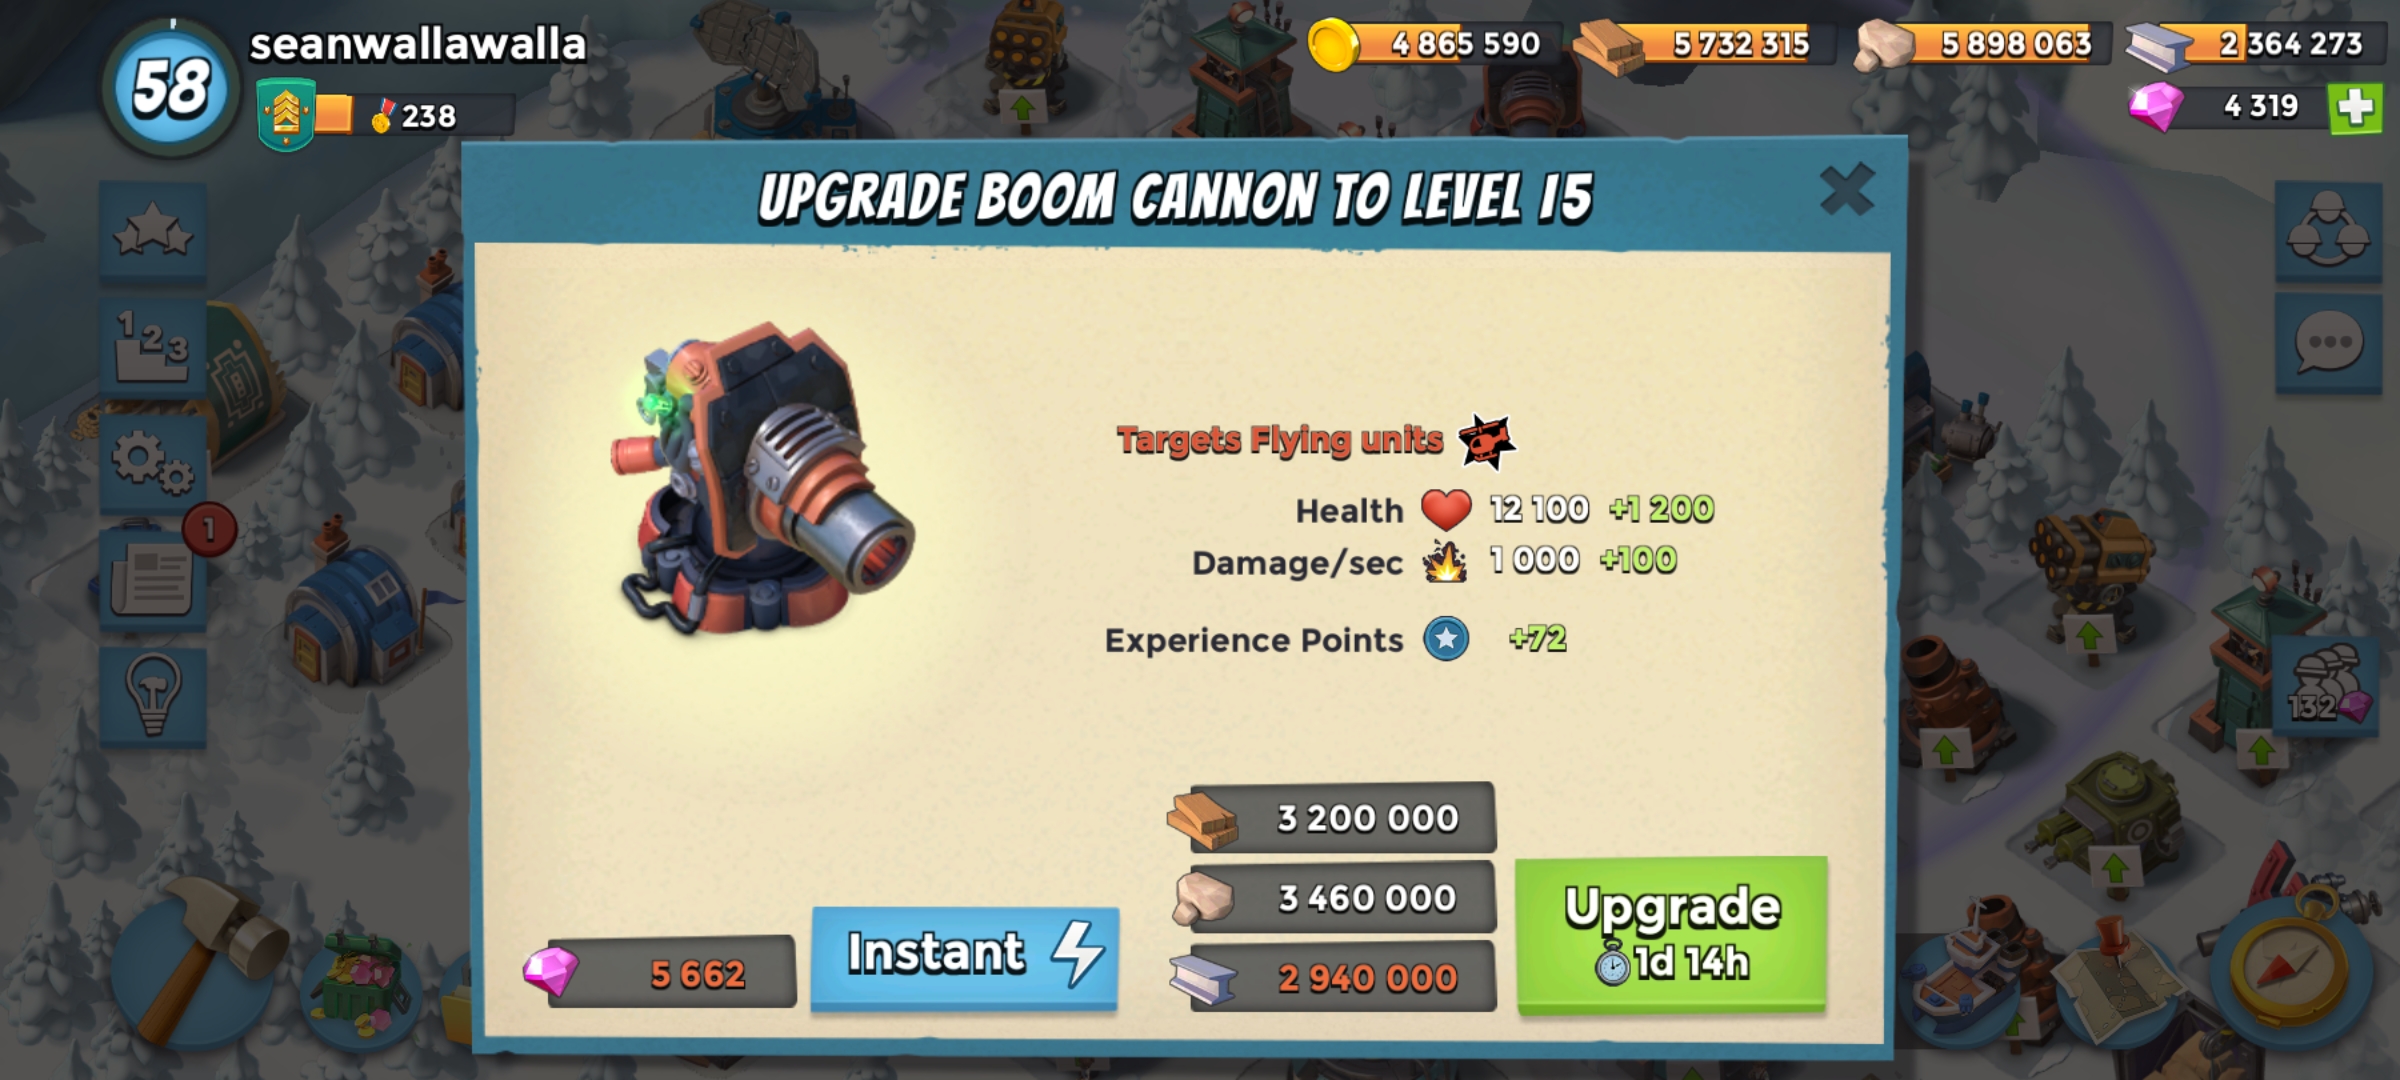 58
seanwallawalla
238
4 865 590
5 732 315
5 898 063
2 364 273
4 319
UPGRADE BOOM CANNON TO LEVEL 15
1 2 3
1
Targets Flying units
Health 12 100 +1 200
Damage/sec 1 000 +100
Experience Points +72
132
3 200 000
3 460 000
2 940 000
5 662
Instant
Upgrade
1d 14h